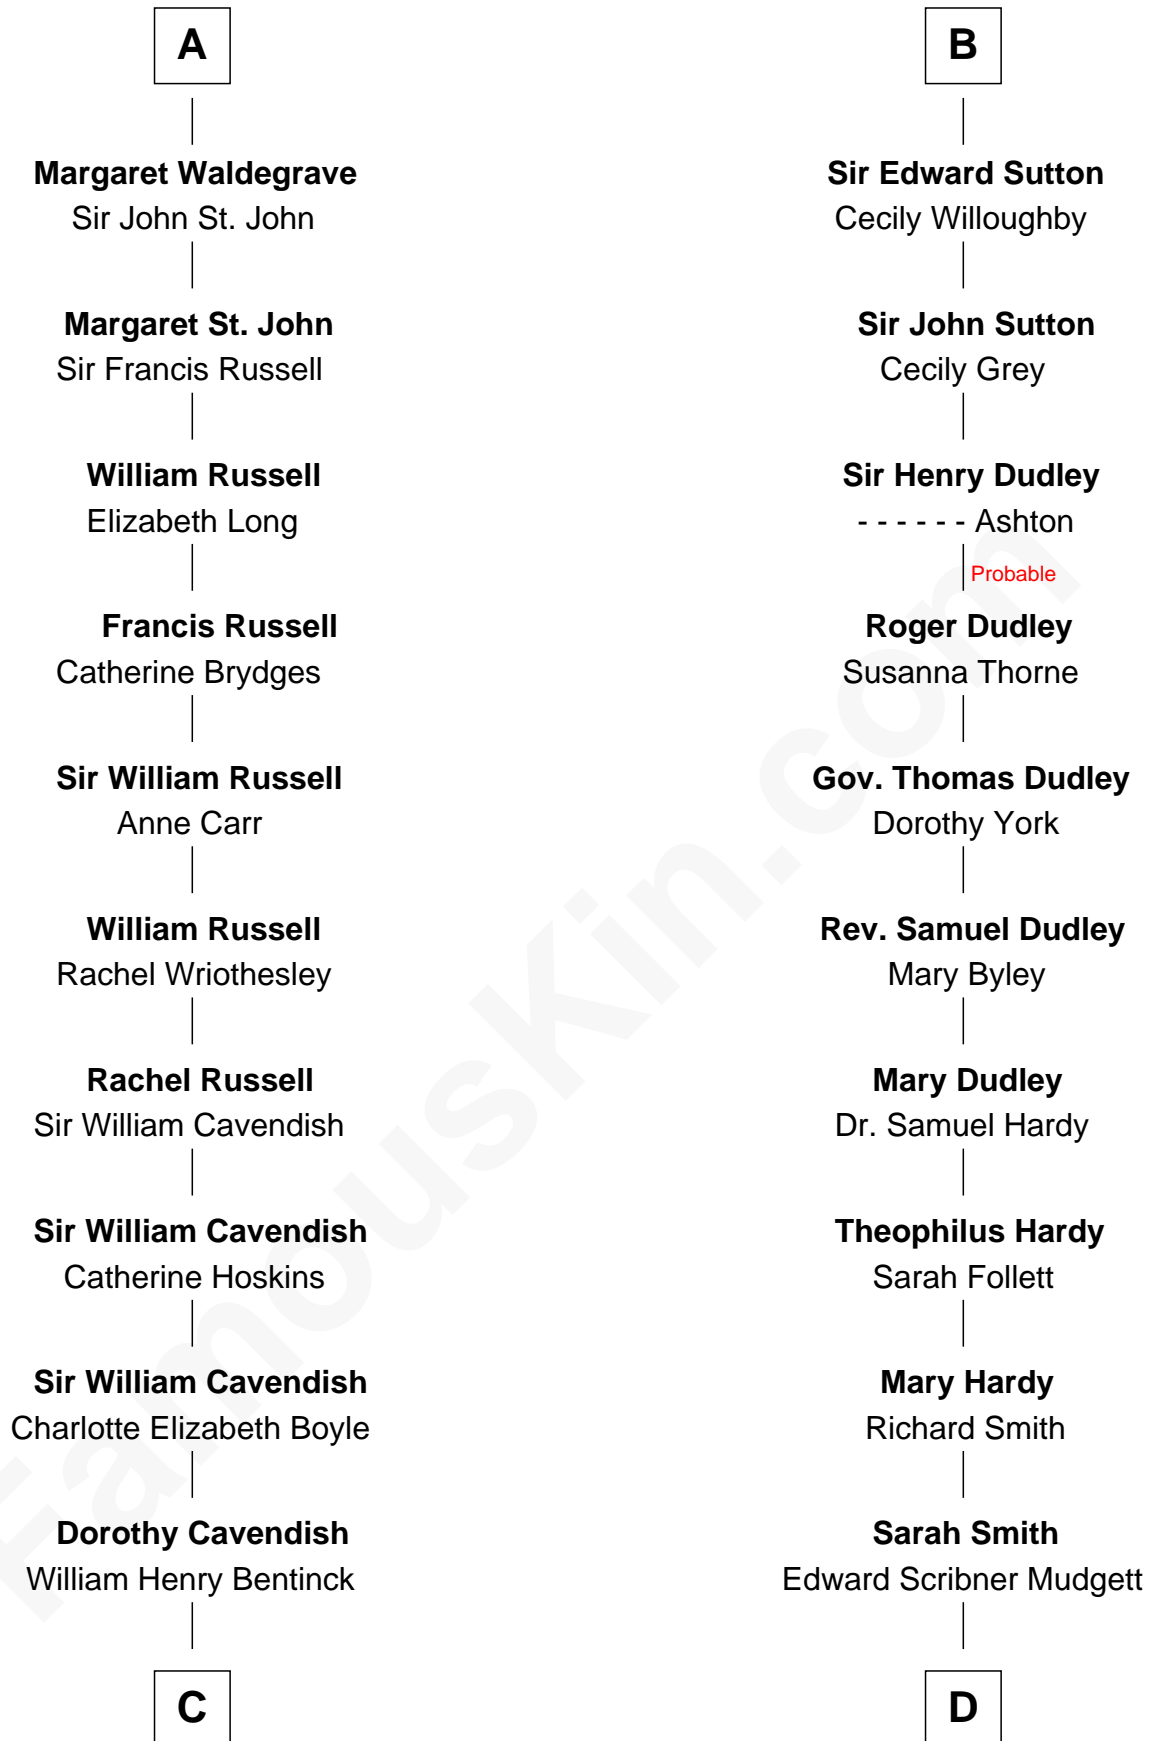 A
Margaret Waldegrave
Sir John St. John
Margaret St. John
Sir Francis Russell
William Russell
Elizabeth Long
Francis Russell
Catherine Brydges
Sir William Russell
Anne Carr
William Russell
Rachel Wriothesley
Rachel Russell
Sir William Cavendish
Sir William Cavendish
Catherine Hoskins
Sir William Cavendish
Charlotte Elizabeth Boyle
Dorothy Cavendish
William Henry Bentinck
C
B
Sir Edward Sutton
Cecily Willoughby
Sir John Sutton
Cecily Grey
Sir Henry Dudley
- - - - - - Ashton
Probable
Roger Dudley
Susanna Thorne
Gov. Thomas Dudley
Dorothy York
Rev. Samuel Dudley
Mary Byley
Mary Dudley
Dr. Samuel Hardy
Theophilus Hardy
Sarah Follett
Mary Hardy
Richard Smith
Sarah Smith
Edward Scribner Mudgett
D
FamousKin.com